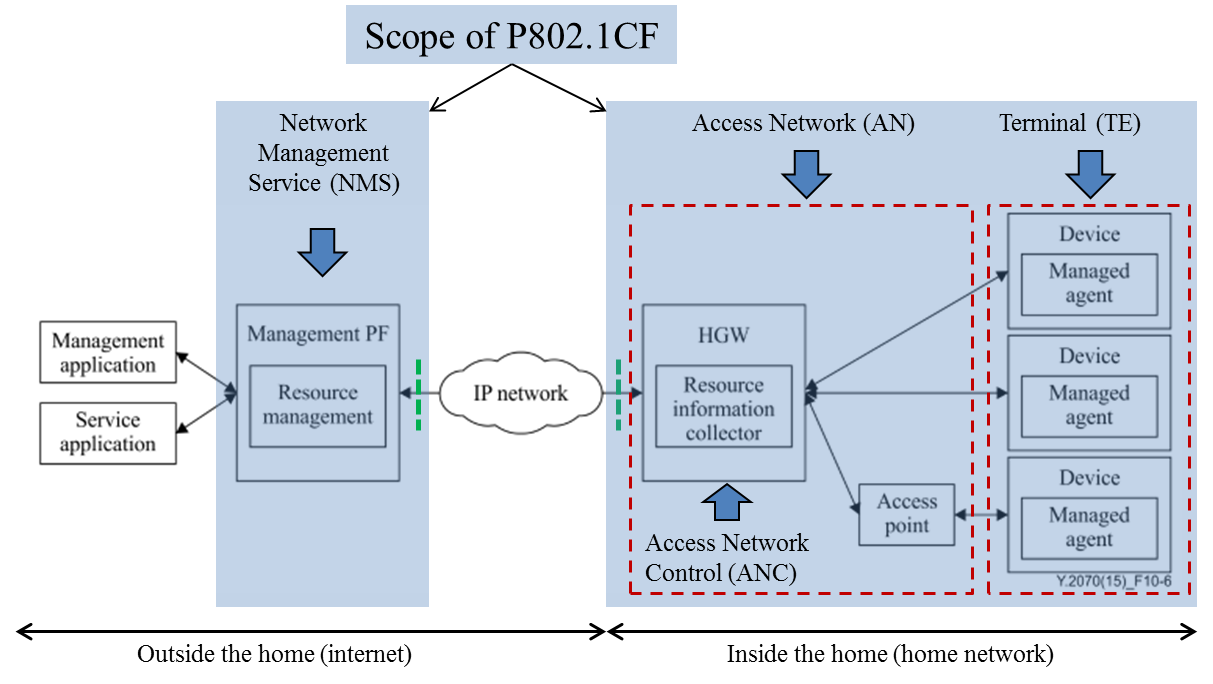 Scope of P802.1CF
Network
Management
Service (NMS)
Access Network (AN)
Terminal (TE)
Management
application
Service
application
Management PF
Resource
management
IP network
HGW
Resource
information
collector
Access
point
Device
Managed
agent
Device
Managed
agent
Device
Managed
agent
Access Network
Control (ANC)
Y.2070(15)_F10-6
Outside the home (internet)
Inside the home (home network)